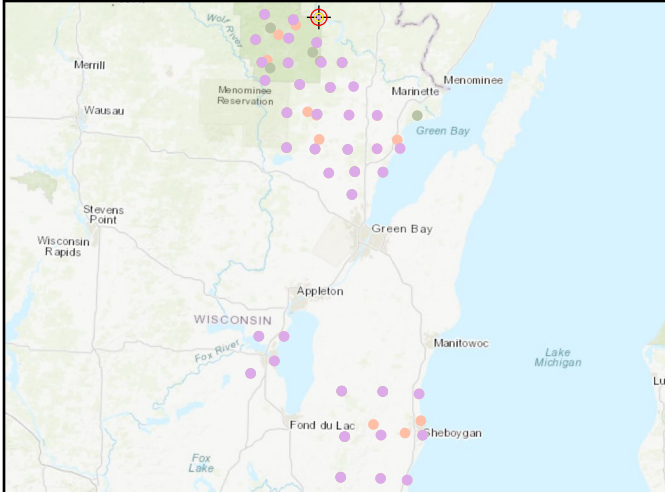 Wolf
River
Merrill
Menominee
Marinette
Menominee
Reservation
Wausau
Green Bay
Stevens
Point
Green Bay
Wisconsin
Rapids
Appleton
WISCONSIN
Manitowoc
Fox River
Lake
Michigan
Lu
Fond du Lac
Sheboygan
Fox
Lake